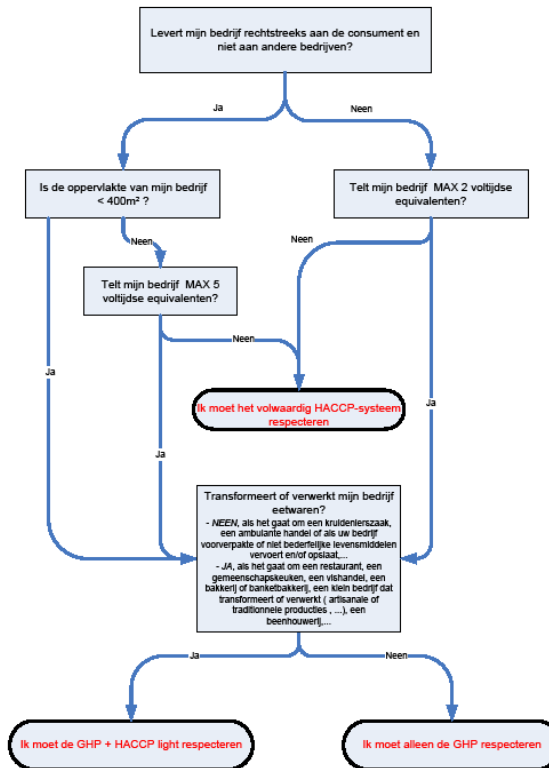 Levert mijn bedrijf rechtstreeks aan de consument en
niet aan andere bedrijven?
Ja
Neen
Is de oppervlakte van mijn bedrijf
< 400m² ?
Telt mijn bedrijf MAX 2 voltijdse
equivalenten?
Neen
Neen
Telt mijn bedrijf MAX 5
voltijdse equivalenten?
Neen
Ja
Ja
Ik moet het volwaardig HACCP-systeem
respecteren
Ja
Transformeert of verwerkt mijn bedrijf
eetwaren?
- NEEN, als het gaat om een kruidenierszaak,
een ambulante handel of als uw bedrijf
voorverpakte of niet bederfelijke levensmiddelen
vervoert en/of opslaat,...
- JA, als het gaat om een restaurant, een
gemeenschapskeuken, een vishandel, een
bakkerij of banketbakkerij, een klein bedrijf dat
transformeert of verwerkt ( artisanale of
traditionnele producties , ...), een
beenhouwerij,...
Ja
Neen
Ik moet de GHP + HACCP light respecteren
Ik moet alleen de GHP respecteren